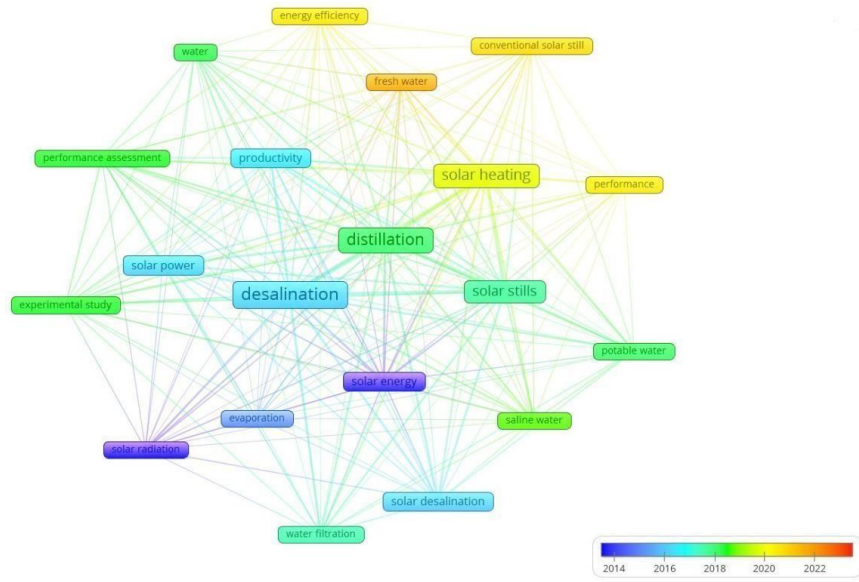 energy efficiency
conventional solar still
water
fresh water
performance assessment
productivity
solar heating
performance
distillation
solar power
desalination
solar stills
experimental study
potable water
solar energy
evaporation
saline water
solar radiation
solar desalination
water filtration
2014 2016 2018 2020 2022